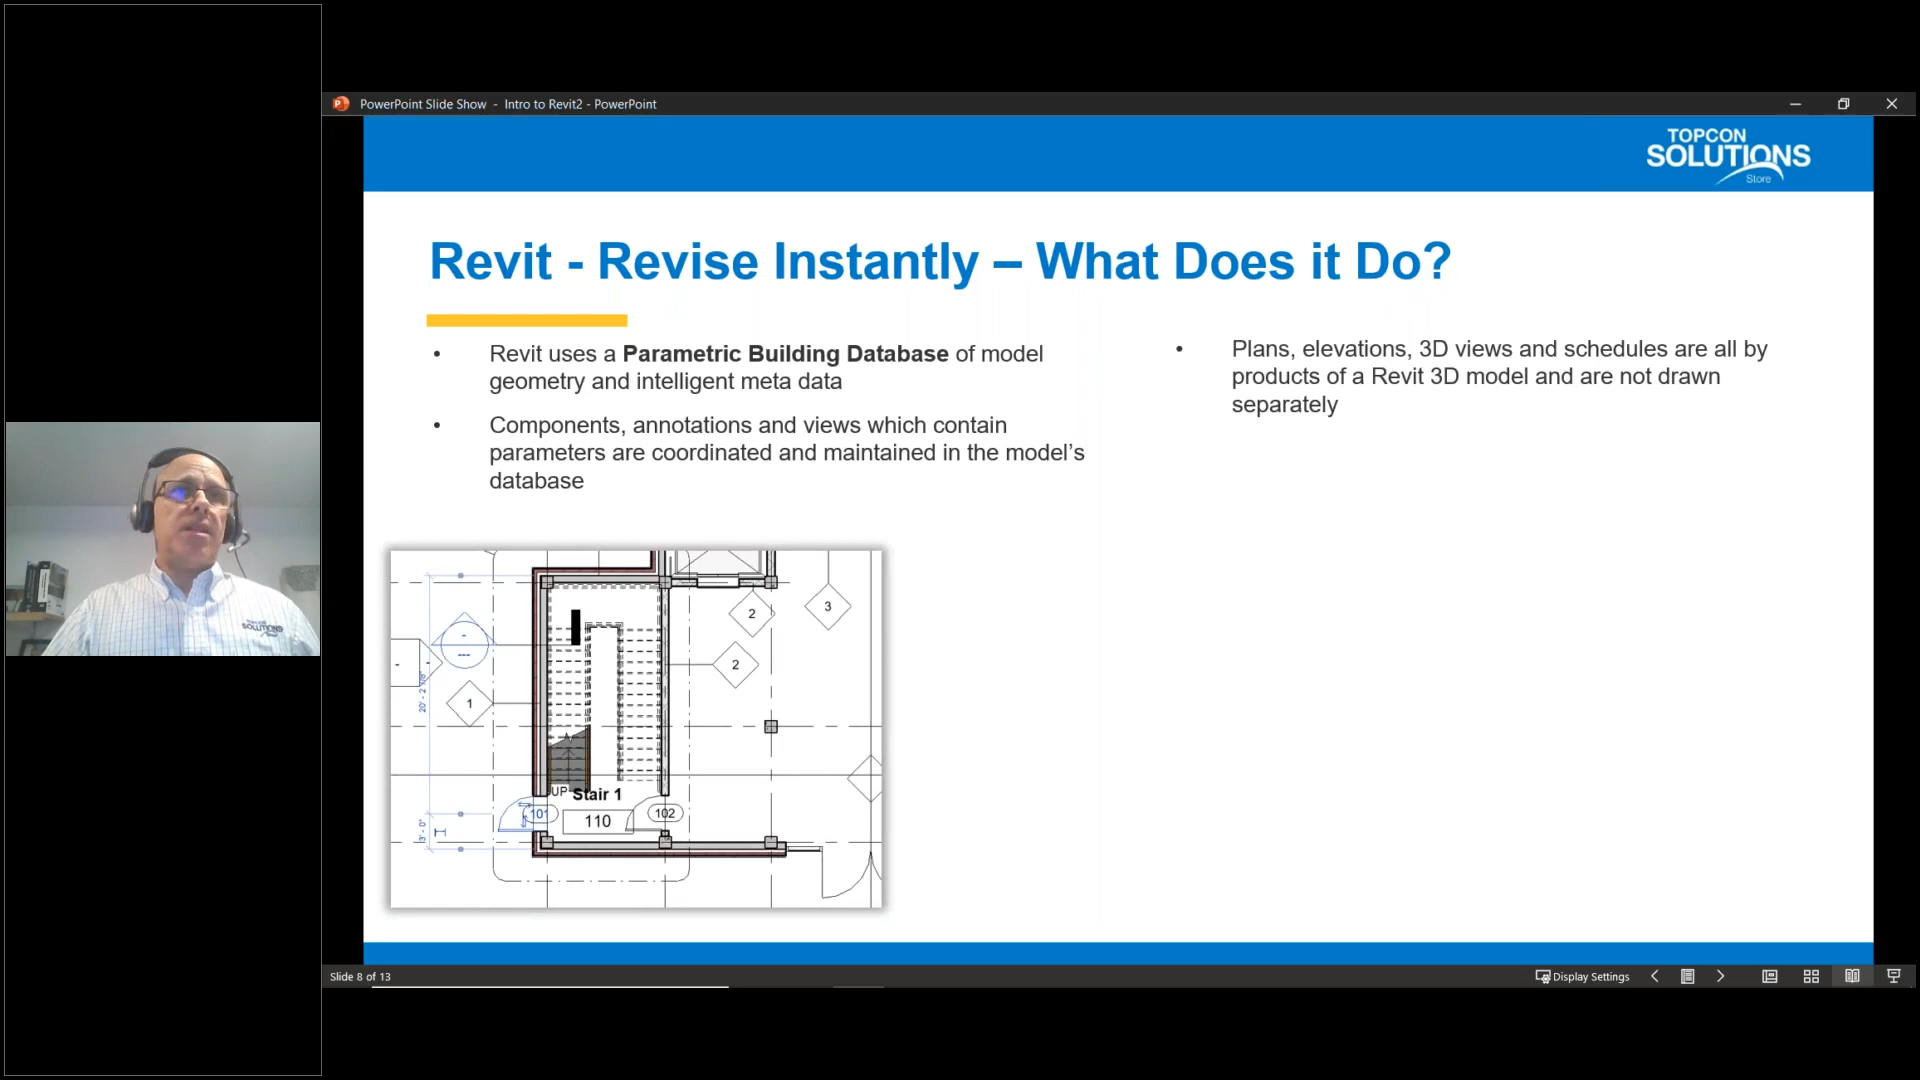 PowerPoint Slide Show - Intro to Revit2 - PowerPoint
TOPCON
SOLUTIONS
Store
Revit - Revise Instantly – What Does it Do?
• Revit uses a Parametric Building Database of model
geometry and intelligent meta data
• Components, annotations and views which contain
parameters are coordinated and maintained in the model’s
database
• Plans, elevations, 3D views and schedules are all by
products of a Revit 3D model and are not drawn
separately
SOLUTIONS
2
3
2
1
UP
Stair 1
101
110
102
3' - 0"
Slide 8 of 13
Display Settings